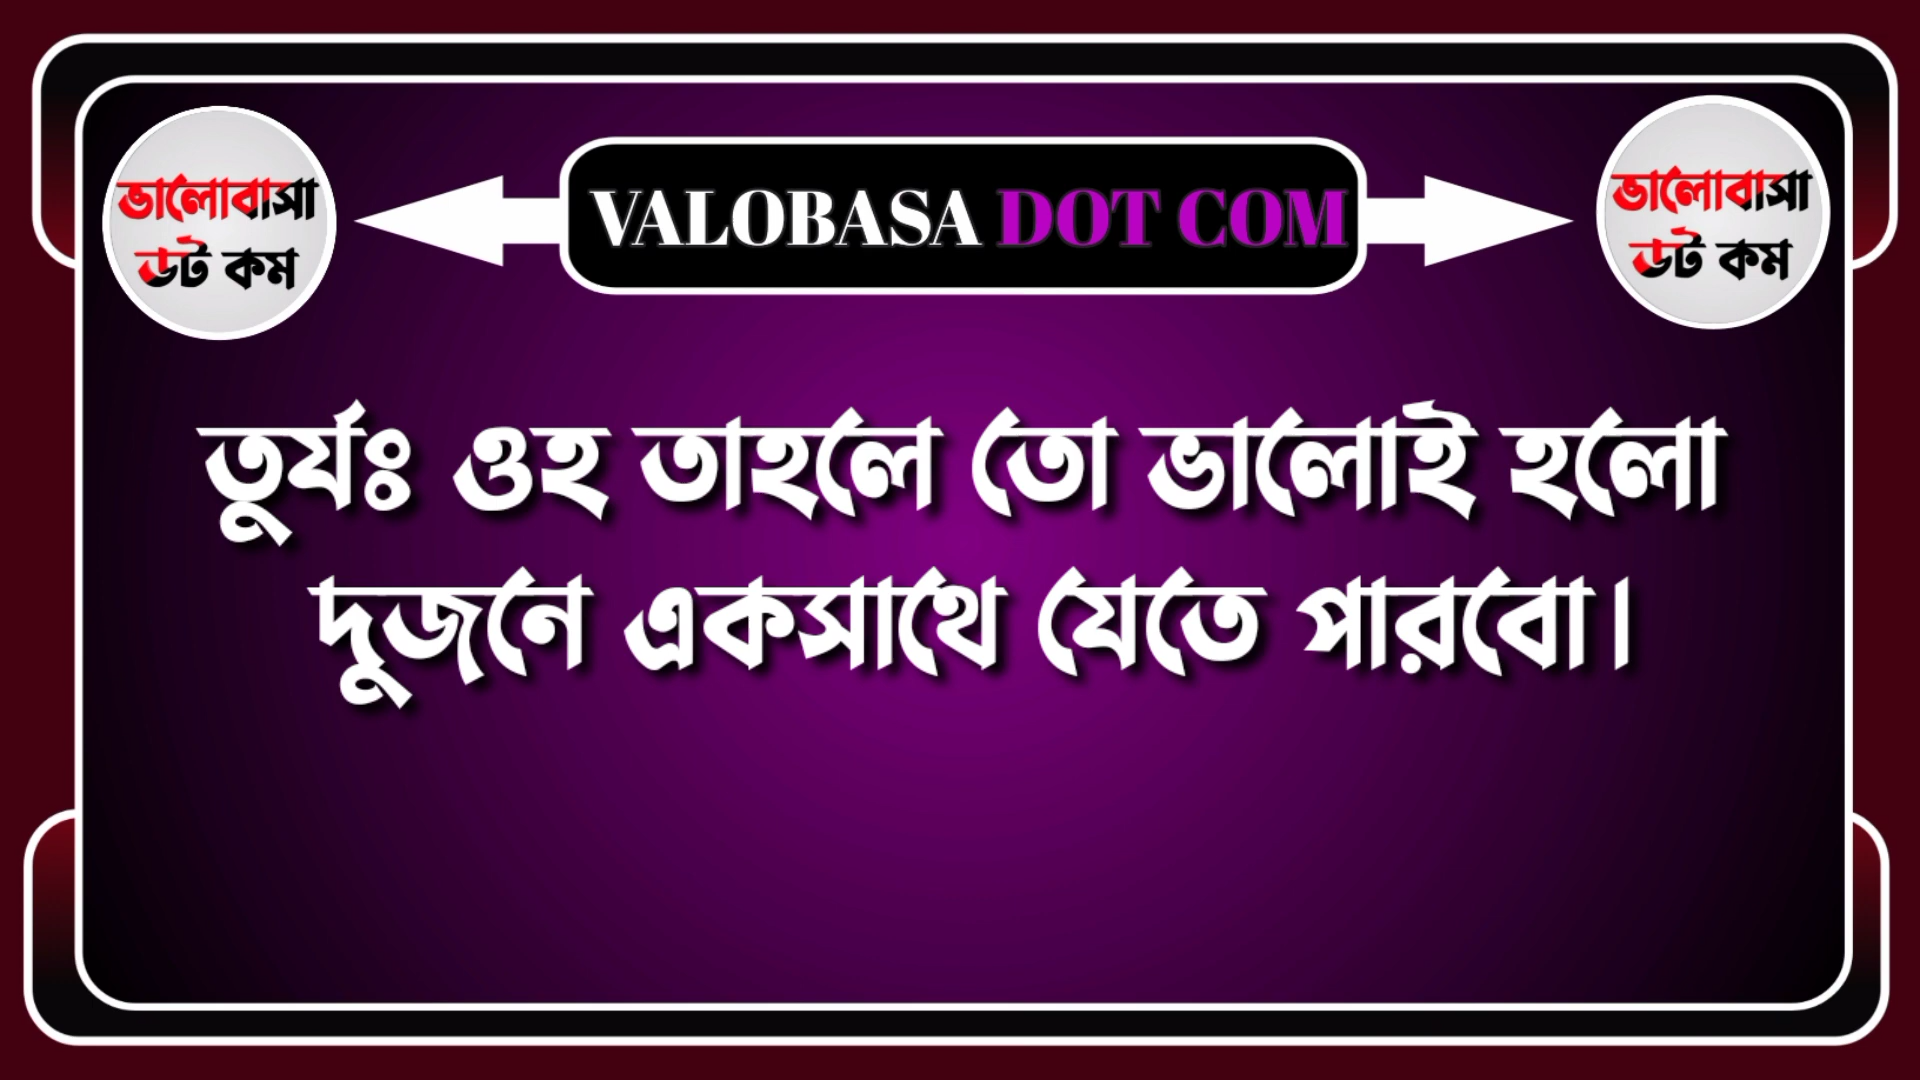 ভালোবাসা
ডট কম
VALOBASA DOT COM
ভালোবাসা
ডট কম
তুর্যঃ ওহ তাহলে তো ভালোই হলো
দুজনে একসাথে যেতে পারবো।